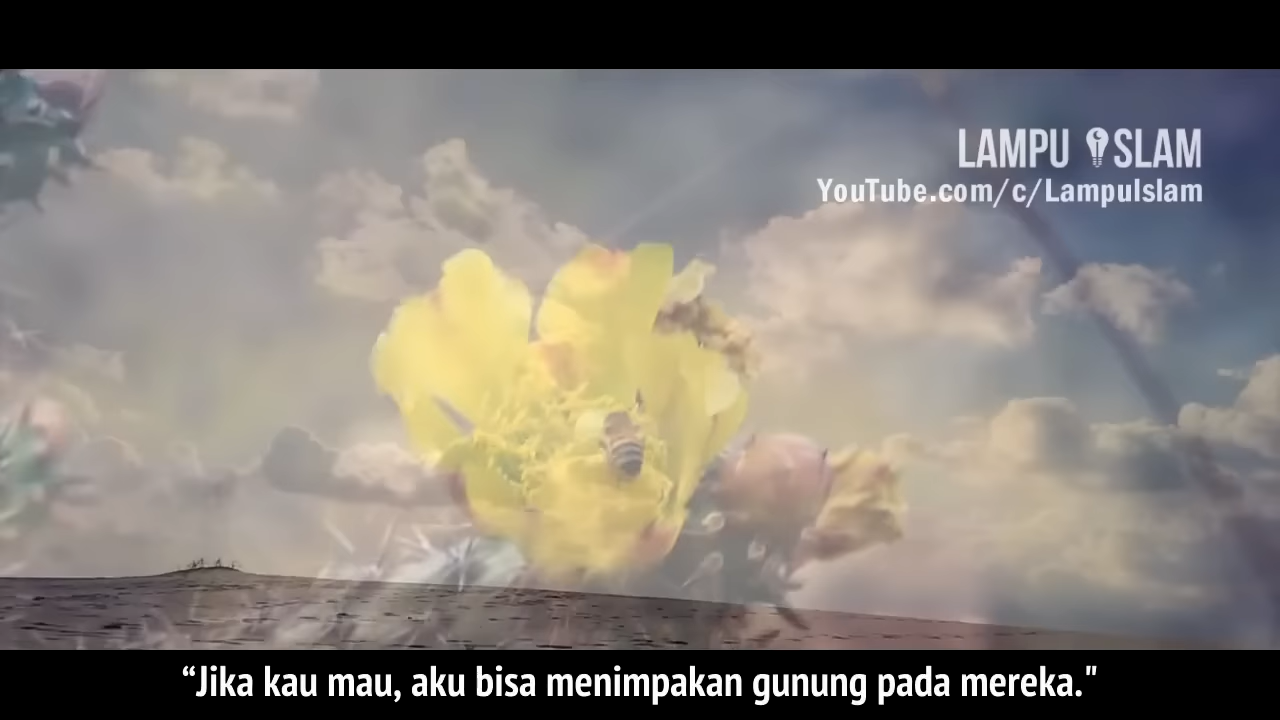 LAMPU ISLAM
YouTube.com/c/LampuIslam
“Jika kau mau, aku bisa menimpakan gunung pada mereka."